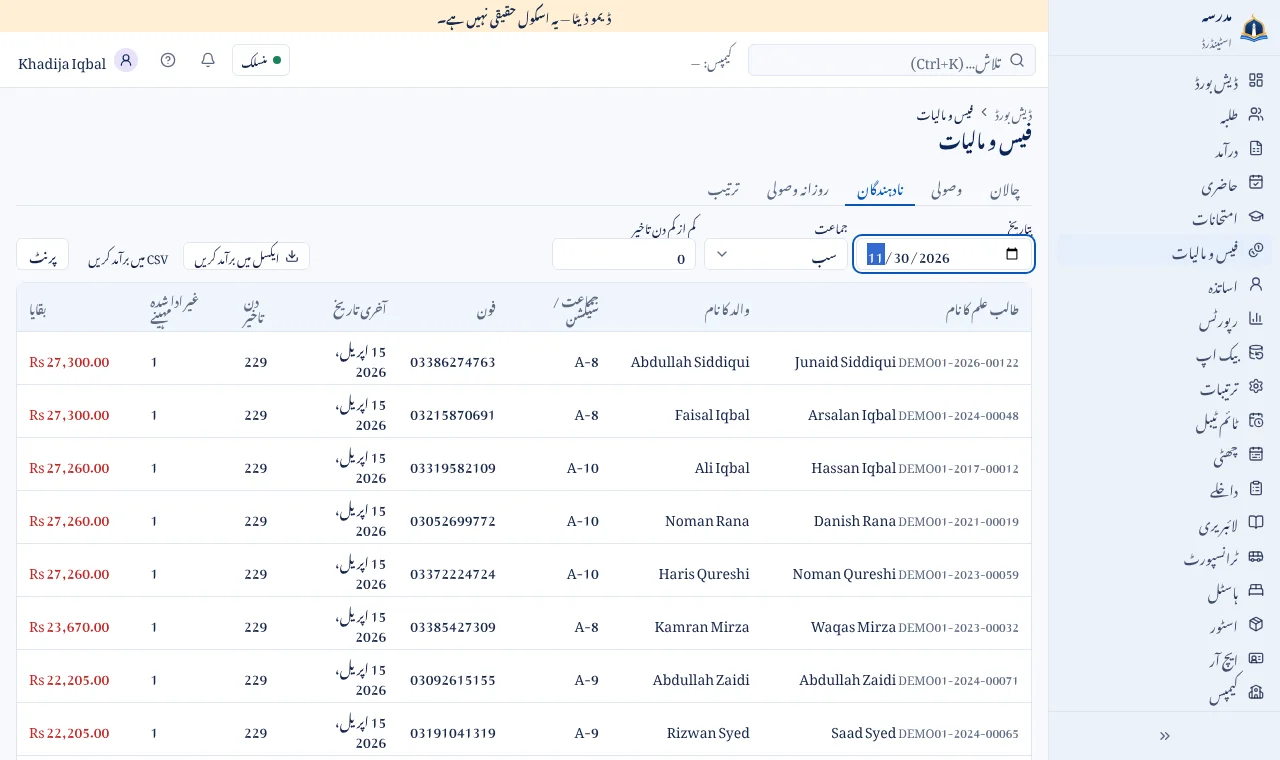 ڈیمو ڈیٹا — یہ اسکول حقیقی نہیں ہے۔
مدرسہ
اسٹینڈرڈ
تلاش... (Ctrl+K)
کیمپس: —
منسلک
Khadija Iqbal
ڈیش بورڈ
طلبہ
درآمد
حاضری
امتحانات
فیس و مالیات
اساتذہ
رپورٹس
بیک اپ
ترتیبات
ٹائم ٹیبل
چھٹی
داخلے
لائبریری
ٹرانسپورٹ
ہاسٹل
اسٹور
ایچ آر
کیمپس
ڈیش بورڈ › فیس و مالیات
فیس و مالیات
چالان وصولی نادہندگان روزانہ وصولی ترتیب
بتاریخ جماعت کم از کم دن تاخیر
11/30/2026 سب 0 ایکسل میں برآمد کریں CSV میں برآمد کریں پرنٹ
طالب علم کا نام والد کا نام جماعت / سیکشن فون آخری تاریخ دن تاخیر غیر ادا شدہ مہینے بقایا
Junaid Siddiqui DEMO01-2026-00122 Abdullah Siddiqui 8-A 03386274763 15 اپریل، 2026 229 1 Rs 27,300.00
Arsalan Iqbal DEMO01-2024-00048 Faisal Iqbal 8-A 03215870691 15 اپریل، 2026 229 1 Rs 27,300.00
Hassan Iqbal DEMO01-2017-00012 Ali Iqbal 10-A 03319582109 15 اپریل، 2026 229 1 Rs 27,260.00
Danish Rana DEMO01-2021-00019 Noman Rana 10-A 03052699772 15 اپریل، 2026 229 1 Rs 27,260.00
Noman Qureshi DEMO01-2023-00059 Haris Qureshi 10-A 03372224724 15 اپریل، 2026 229 1 Rs 27,260.00
Waqas Mirza DEMO01-2023-00032 Kamran Mirza 8-A 03385427309 15 اپریل، 2026 229 1 Rs 23,670.00
Abdullah Zaidi DEMO01-2024-00071 Abdullah Zaidi 9-A 03092615155 15 اپریل، 2026 229 1 Rs 22,205.00
Saad Syed DEMO01-2024-00065 Rizwan Syed 9-A 03191041319 15 اپریل، 2026 229 1 Rs 22,205.00